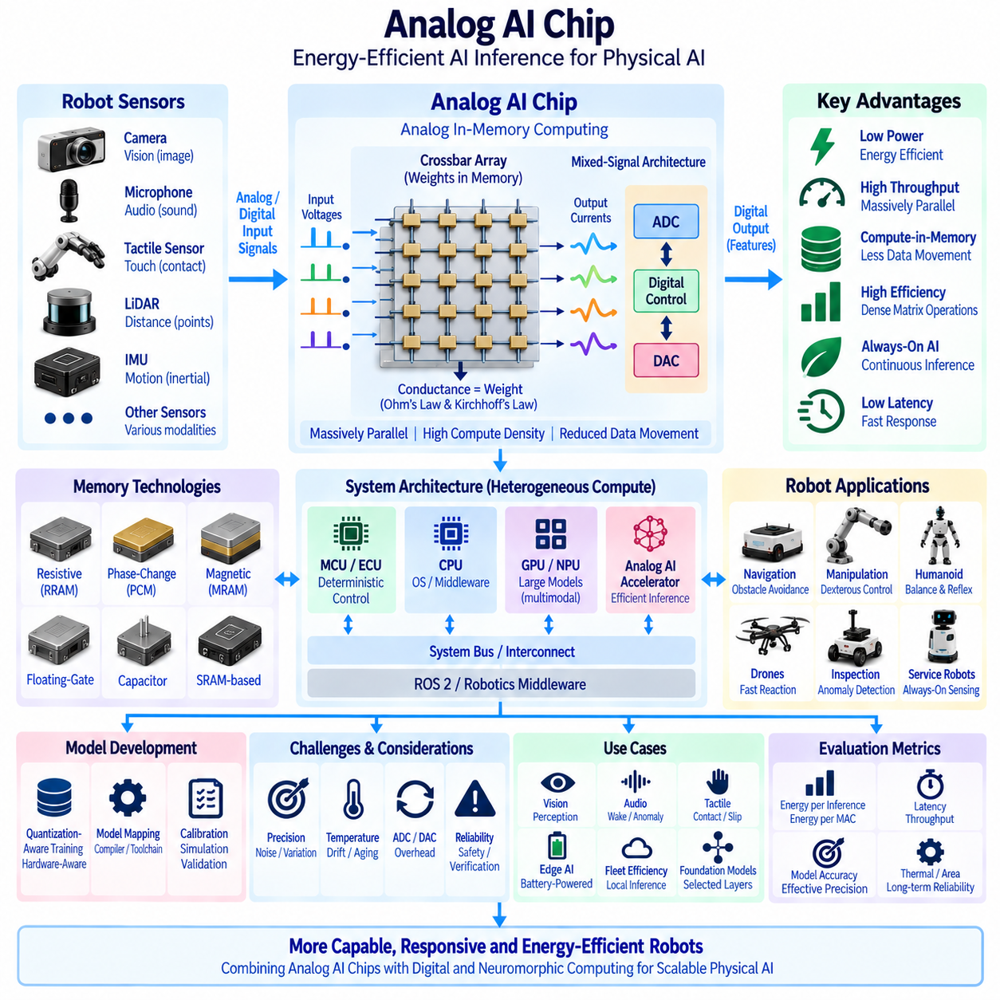 Analog AI Chip
Energy-Efficient AI Inference for Physical AI
Robot Sensors
Camera
Vision (image)
Microphone
Audio (sound)
Tactile Sensor
Touch (contact)
LiDAR
Distance (points)
IMU
Motion (inertial)
Other Sensors
Various modalities
Analog /
Digital
Input
Signals
Analog AI Chip
Analog In-Memory Computing
Crossbar Array
(Weights in Memory)
Mixed-Signal Architecture
Input
Voltages
Output
Currents
ADC
Digital
Control
DAC
Conductance = Weight
(Ohm's Law & Kirchhoff's Law)
Massively Parallel | High Compute Density | Reduced Data Movement
Digital
Output
(Features)
Key Advantages
Low Power
Energy Efficient
High Throughput
Massively Parallel
Compute-in-Memory
Less Data Movement
High Efficiency
Dense Matrix Operations
Always-On AI
Continuous Inference
Low Latency
Fast Response
Memory Technologies
Resistive
(RRAM)
Phase-Change
(PCM)
Magnetic
(MRAM)
Floating-Gate
Capacitor
SRAM-based
System Architecture (Heterogeneous Compute)
MCU / ECU
Deterministic
Control
CPU
OS / Middleware
GPU / NPU
Large Models
(multimodal)
Analog AI
Accelerator
Efficient Inference
System Bus / Interconnect
ROS 2 / Robotics Middleware
Robot Applications
Navigation
Obstacle Avoidance
Manipulation
Dexterous Control
Humanoid
Balance & Reflex
Drones
Fast Reaction
Inspection
Anomaly Detection
Service Robots
Always-On Sensing
Model Development
Quantization-
Aware Training
Hardware-Aware
Model Mapping
Compiler / Toolchain
Calibration
Simulation
Validation
Challenges & Considerations
Precision
Noise / Variation
Temperature
Drift / Aging
ADC / DAC
Overhead
Reliability
Safety /
Verification
Use Cases
Vision
Perception
Audio
Wake / Anomaly
Tactile
Contact / Slip
Edge AI
Battery-Powered
Fleet Efficiency
Local Inference
Foundation Models
Selected Layers
Evaluation Metrics
Energy per Inference
Energy per MAC
Latency
Throughput
Model Accuracy
Effective Precision
Thermal / Area
Long-term Reliability
More Capable, Responsive and Energy-Efficient Robots
Combining Analog AI Chips with Digital and Neuromorphic Computing for Scalable Physical AI